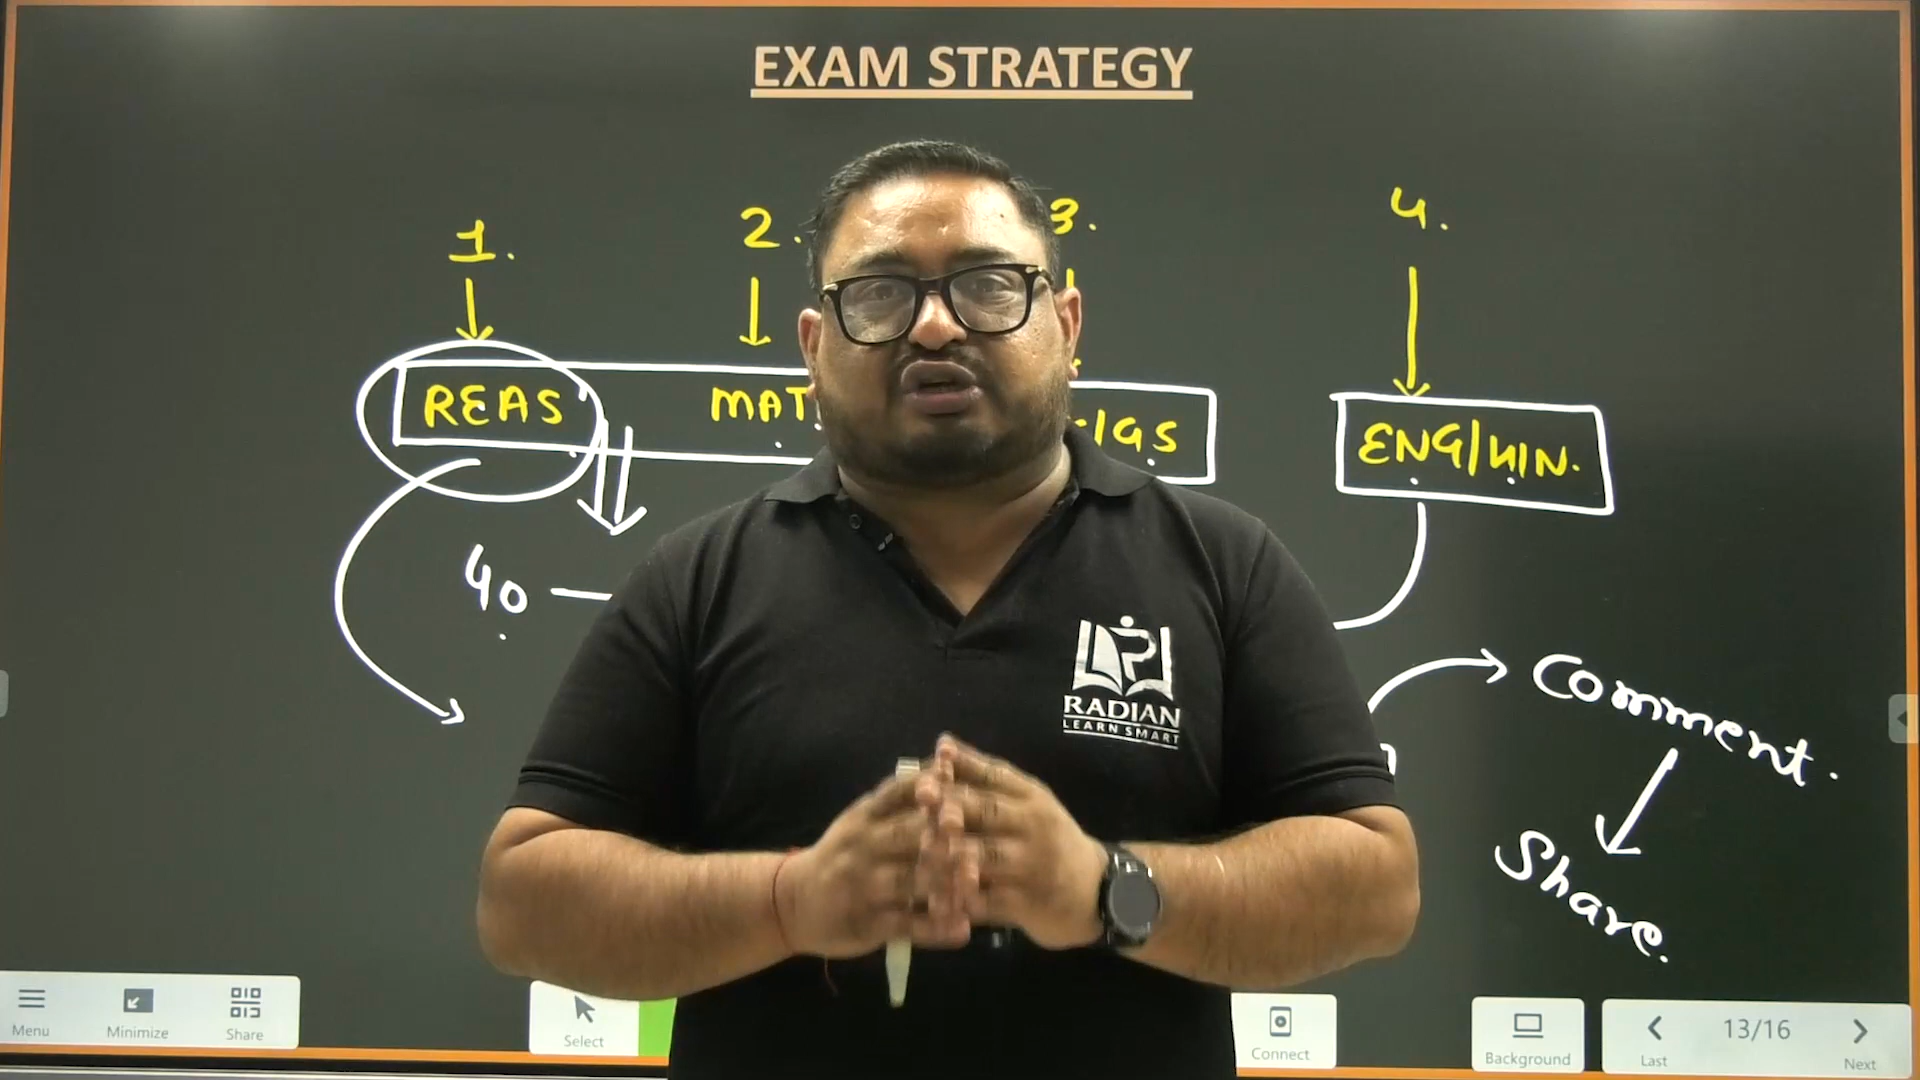 EXAM STRATEGY
1. 2. 3. 4.
REAS MAT /GS ENG/HIN.
40 —
Comment.
Share.
RADIAN
LEARN SMART
Menu Minimize Share Select Connect Background Last 13/16 Next